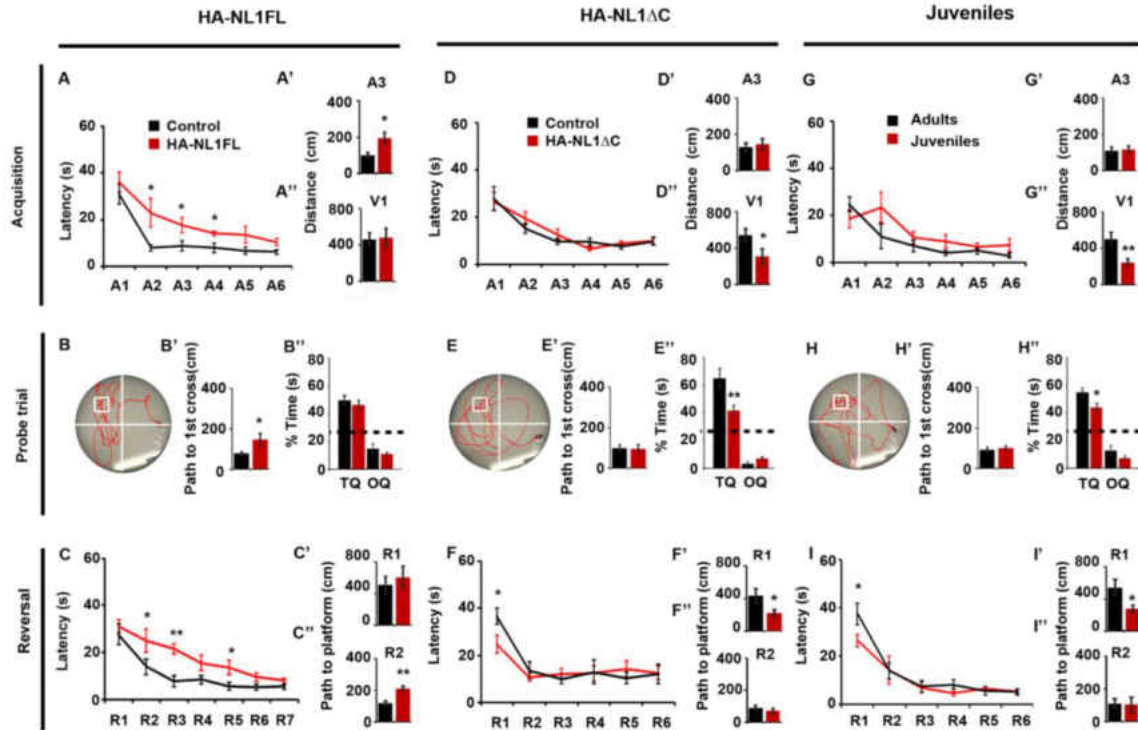 HA-NL1FL
HA-NL1ΔC
Juveniles
Acquisition
A
Latency (s)
60
40
20
0
Control
HA-NL1FL
* * *
A1 A2 A3 A4 A5 A6
A'
A3
400
200
0
*
Distance (cm)
A''
V1
800
400
0
D
Latency (s)
60
40
20
0
Control
HA-NL1ΔC
A1 A2 A3 A4 A5 A6
D'
A3
400
200
0
Distance (cm)
D''
V1
800
400
0
*
G
Latency (s)
60
40
20
0
Adults
Juveniles
A1 A2 A3 A4 A5 A6
G'
A3
400
200
0
Distance (cm)
G''
V1
800
400
0
**
Probe trial
B
B'
Path to 1st cross(cm)
400
200
0
*
B''
% Time (s)
80
60
40
20
0
TQ OQ
E
E'
Path to 1st cross(cm)
400
200
0
E''
% Time (s)
80
60
40
20
0
**
TQ OQ
H
H'
Path to 1st cross(cm)
400
200
0
H''
% Time (s)
80
60
40
20
0
*
TQ OQ
Reversal
C
Latency (s)
60
40
20
0
* ** *
R1 R2 R3 R4 R5 R6 R7
C'
R1
800
400
0
Path to platform (cm)
C''
R2
400
200
0
**
F
Latency (s)
60
40
20
0
*
R1 R2 R3 R4 R5 R6
F'
R1
800
400
0
*
Path to platform (cm)
F''
R2
400
200
0
I
Latency (s)
60
40
20
0
*
R1 R2 R3 R4 R5 R6
I'
R1
800
400
0
*
Path to platform (cm)
I''
R2
400
200
0